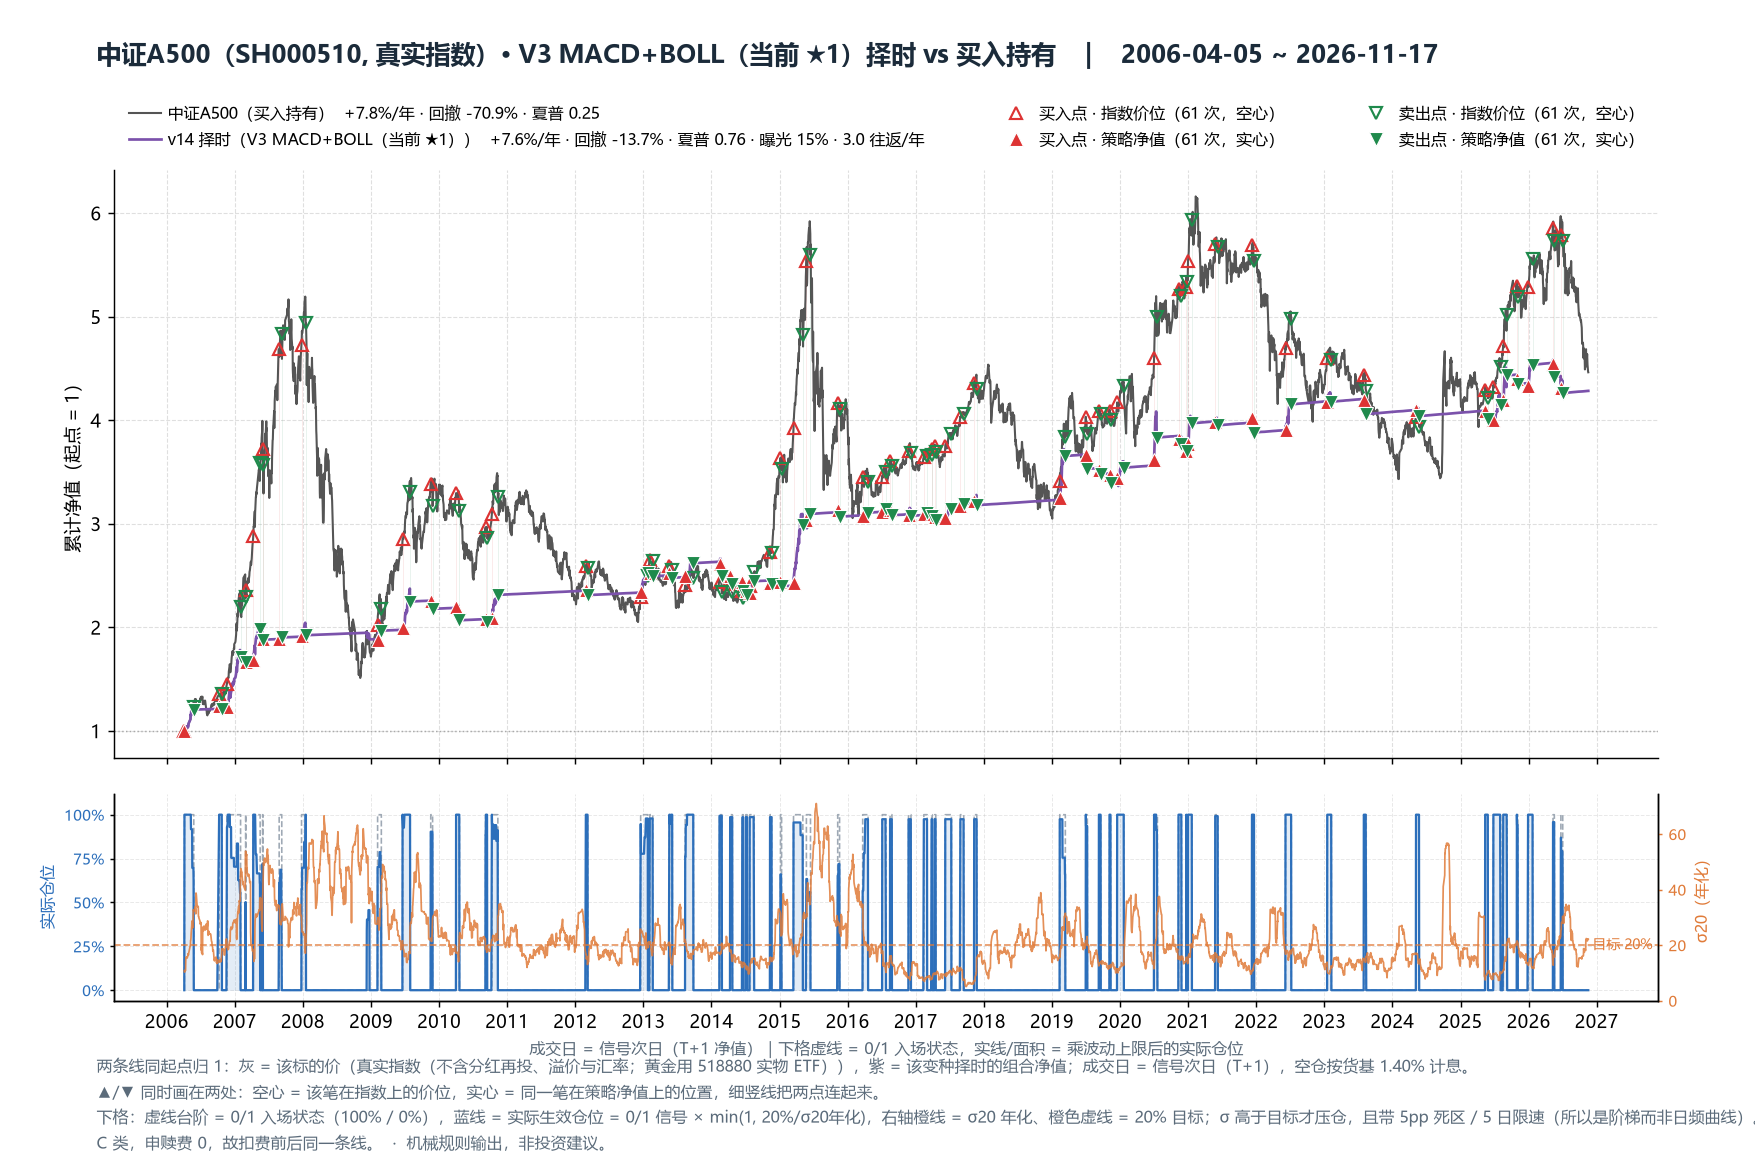 中证A500（SH000510, 真实指数）· V3 MACD+BOLL（当前 ★1）择时 vs 买入持有 | 2006-04-05 ~ 2026-11-17
中证A500（买入持有） +7.8%/年 · 回撤 -70.9% · 夏普 0.25
v14 择时（V3 MACD+BOLL（当前 ★1）） +7.6%/年 · 回撤 -13.7% · 夏普 0.76 · 曝光 15% · 3.0 往返/年
买入点 · 指数价位（61 次，空心）
买入点 · 策略净值（61 次，实心）
卖出点 · 指数价位（61 次，空心）
卖出点 · 策略净值（61 次，实心）
累计净值（起点 = 1）
6
5
4
3
2
1
实际仓位
100%
75%
50%
25%
0%
60
40
20
0
σ20（年化）
目标 20%
2006 2007 2008 2009 2010 2011 2012 2013 2014 2015 2016 2017 2018 2019 2020 2021 2022 2023 2024 2025 2026 2027
成交日 = 信号次日（T+1 净值）｜下格虚线 = 0/1 入场状态，实线/面积 = 乘波动上限后的实际仓位
两条线同起点归 1：灰 = 该标的价（真实指数（不含分红再投、溢价与汇率；黄金用 518880 实物 ETF）），紫 = 该变种择时的组合净值；成交日 = 信号次日（T+1），空仓按货基 1.40% 计息。
▲/▼ 同时画在两处：空心 = 该笔在指数上的价位，实心 = 同一笔在策略净值上的位置，细竖线把两点连起来。
下格：虚线台阶 = 0/1 入场状态（100% / 0%），蓝线 = 实际生效仓位 = 0/1 信号 × min(1, 20%/σ20年化)，右轴橙线 = σ20 年化、橙色虚线 = 20% 目标；σ 高于目标才压仓，且带 5pp 死区 / 5 日限速（所以是阶梯而非日频曲线）。
C 类，申赎费 0，故扣费前后同一条线。 · 机械规则输出，非投资建议。